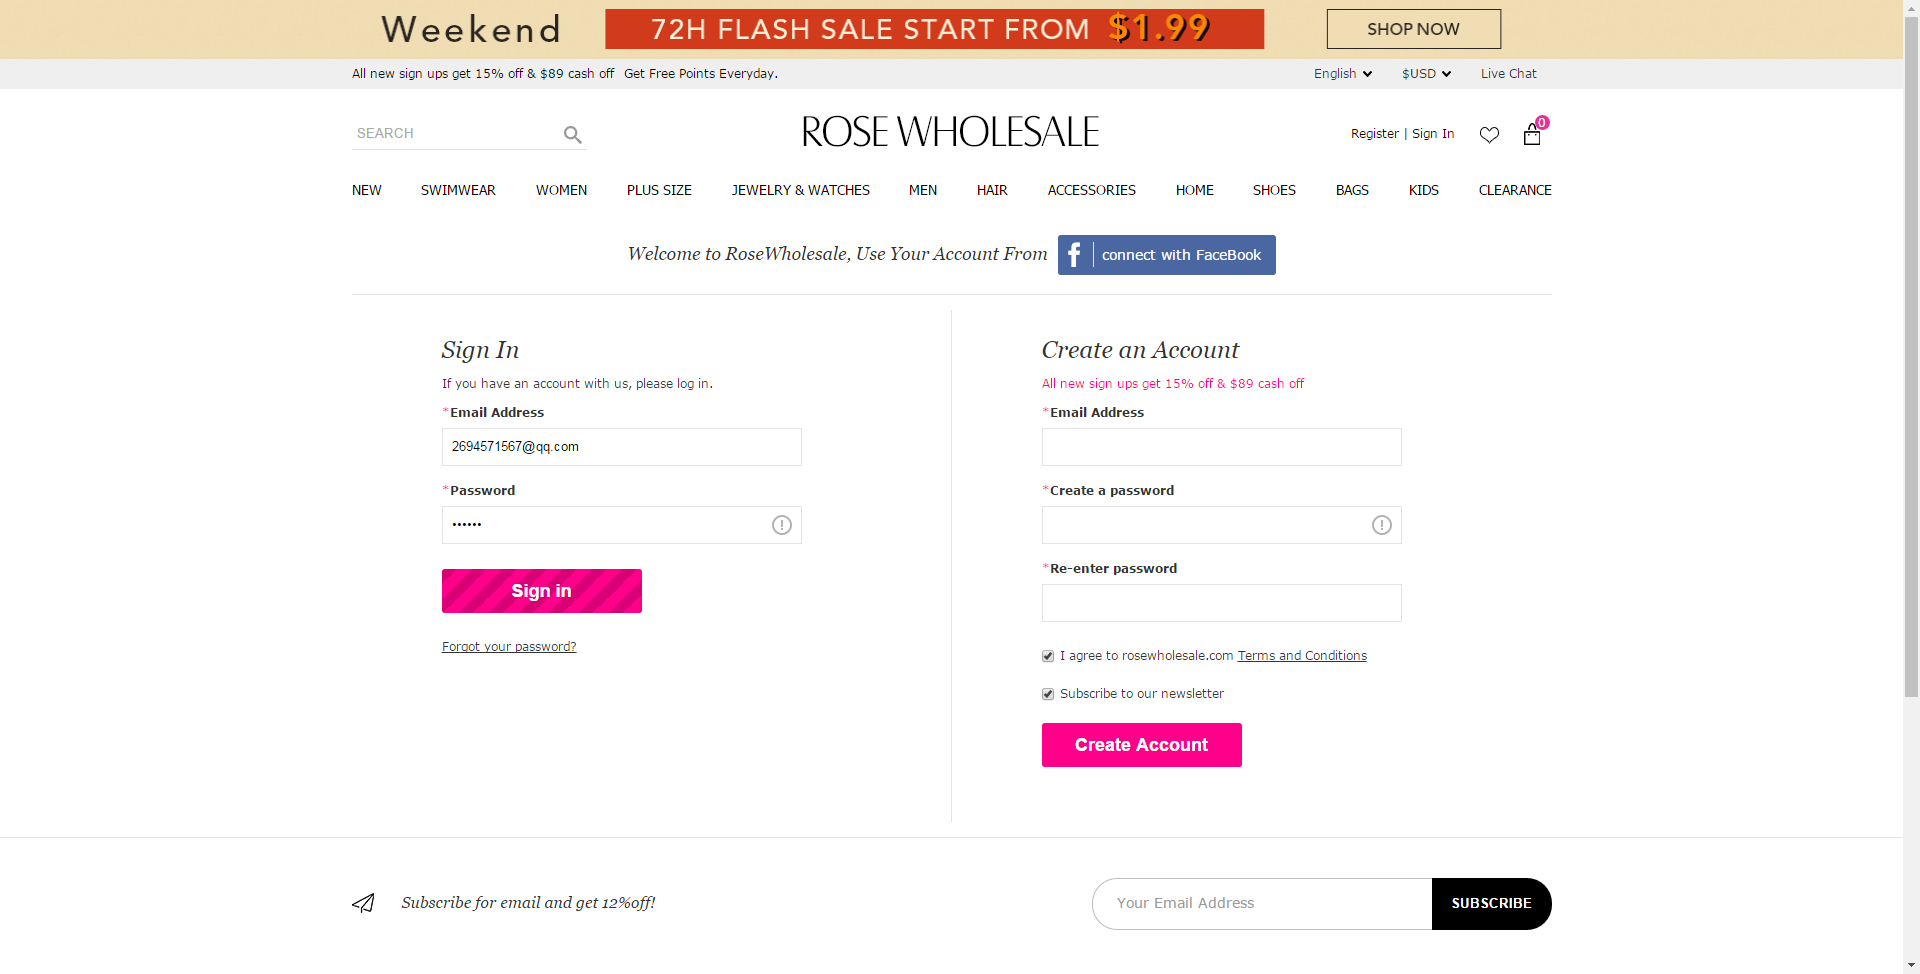 Weekend 72H FLASH SALE START FROM $1.99 SHOP NOW
All new sign ups get 15% off & $89 cash off Get Free Points Everyday. English $USD Live Chat
SEARCH ROSE WHOLESALE Register | Sign In 0
NEW SWIMWEAR WOMEN PLUS SIZE JEWELRY & WATCHES MEN HAIR ACCESSORIES HOME SHOES BAGS KIDS CLEARANCE
Welcome to RoseWholesale, Use Your Account From f connect with FaceBook
Sign In
If you have an account with us, please log in.
*Email Address
2694571567@qq.com
*Password
••••••
Sign in
Forgot your password?
Create an Account
All new sign ups get 15% off & $89 cash off
*Email Address
*Create a password
*Re-enter password
I agree to rosewholesale.com Terms and Conditions
Subscribe to our newsletter
Create Account
Subscribe for email and get 12%off!
Your Email Address SUBSCRIBE